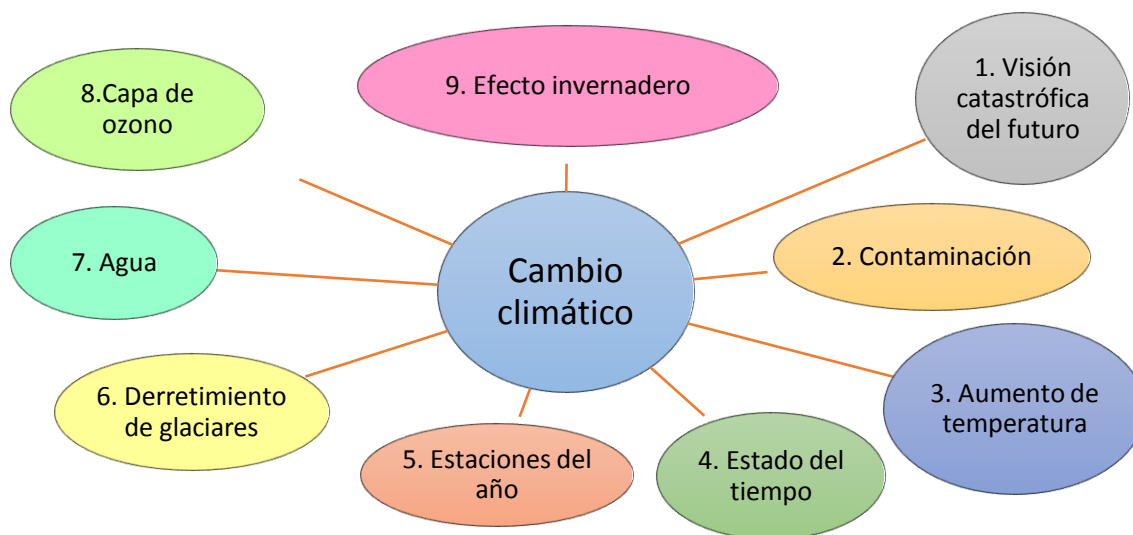 Cambio
climático
1. Visión
catastrófica
del futuro
2. Contaminación
3. Aumento de
temperatura
4. Estado del
tiempo
5. Estaciones del
año
6. Derretimiento
de glaciares
7. Agua
8.Capa de
ozono
9. Efecto invernadero